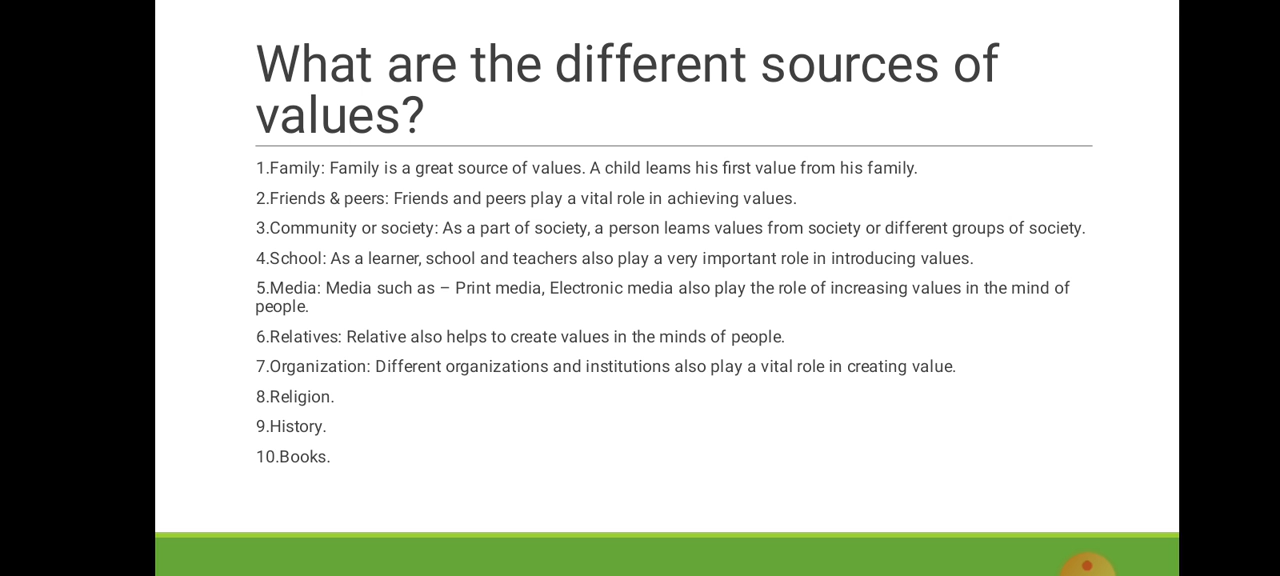 What are the different sources of
values?
1.Family: Family is a great source of values. A child leams his first value from his family.
2.Friends & peers: Friends and peers play a vital role in achieving values.
3.Community or society: As a part of society, a person leams values from society or different groups of society.
4.School: As a learner, school and teachers also play a very important role in introducing values.
5.Media: Media such as – Print media, Electronic media also play the role of increasing values in the mind of
people.
6.Relatives: Relative also helps to create values in the minds of people.
7.Organization: Different organizations and institutions also play a vital role in creating value.
8.Religion.
9.History.
10.Books.